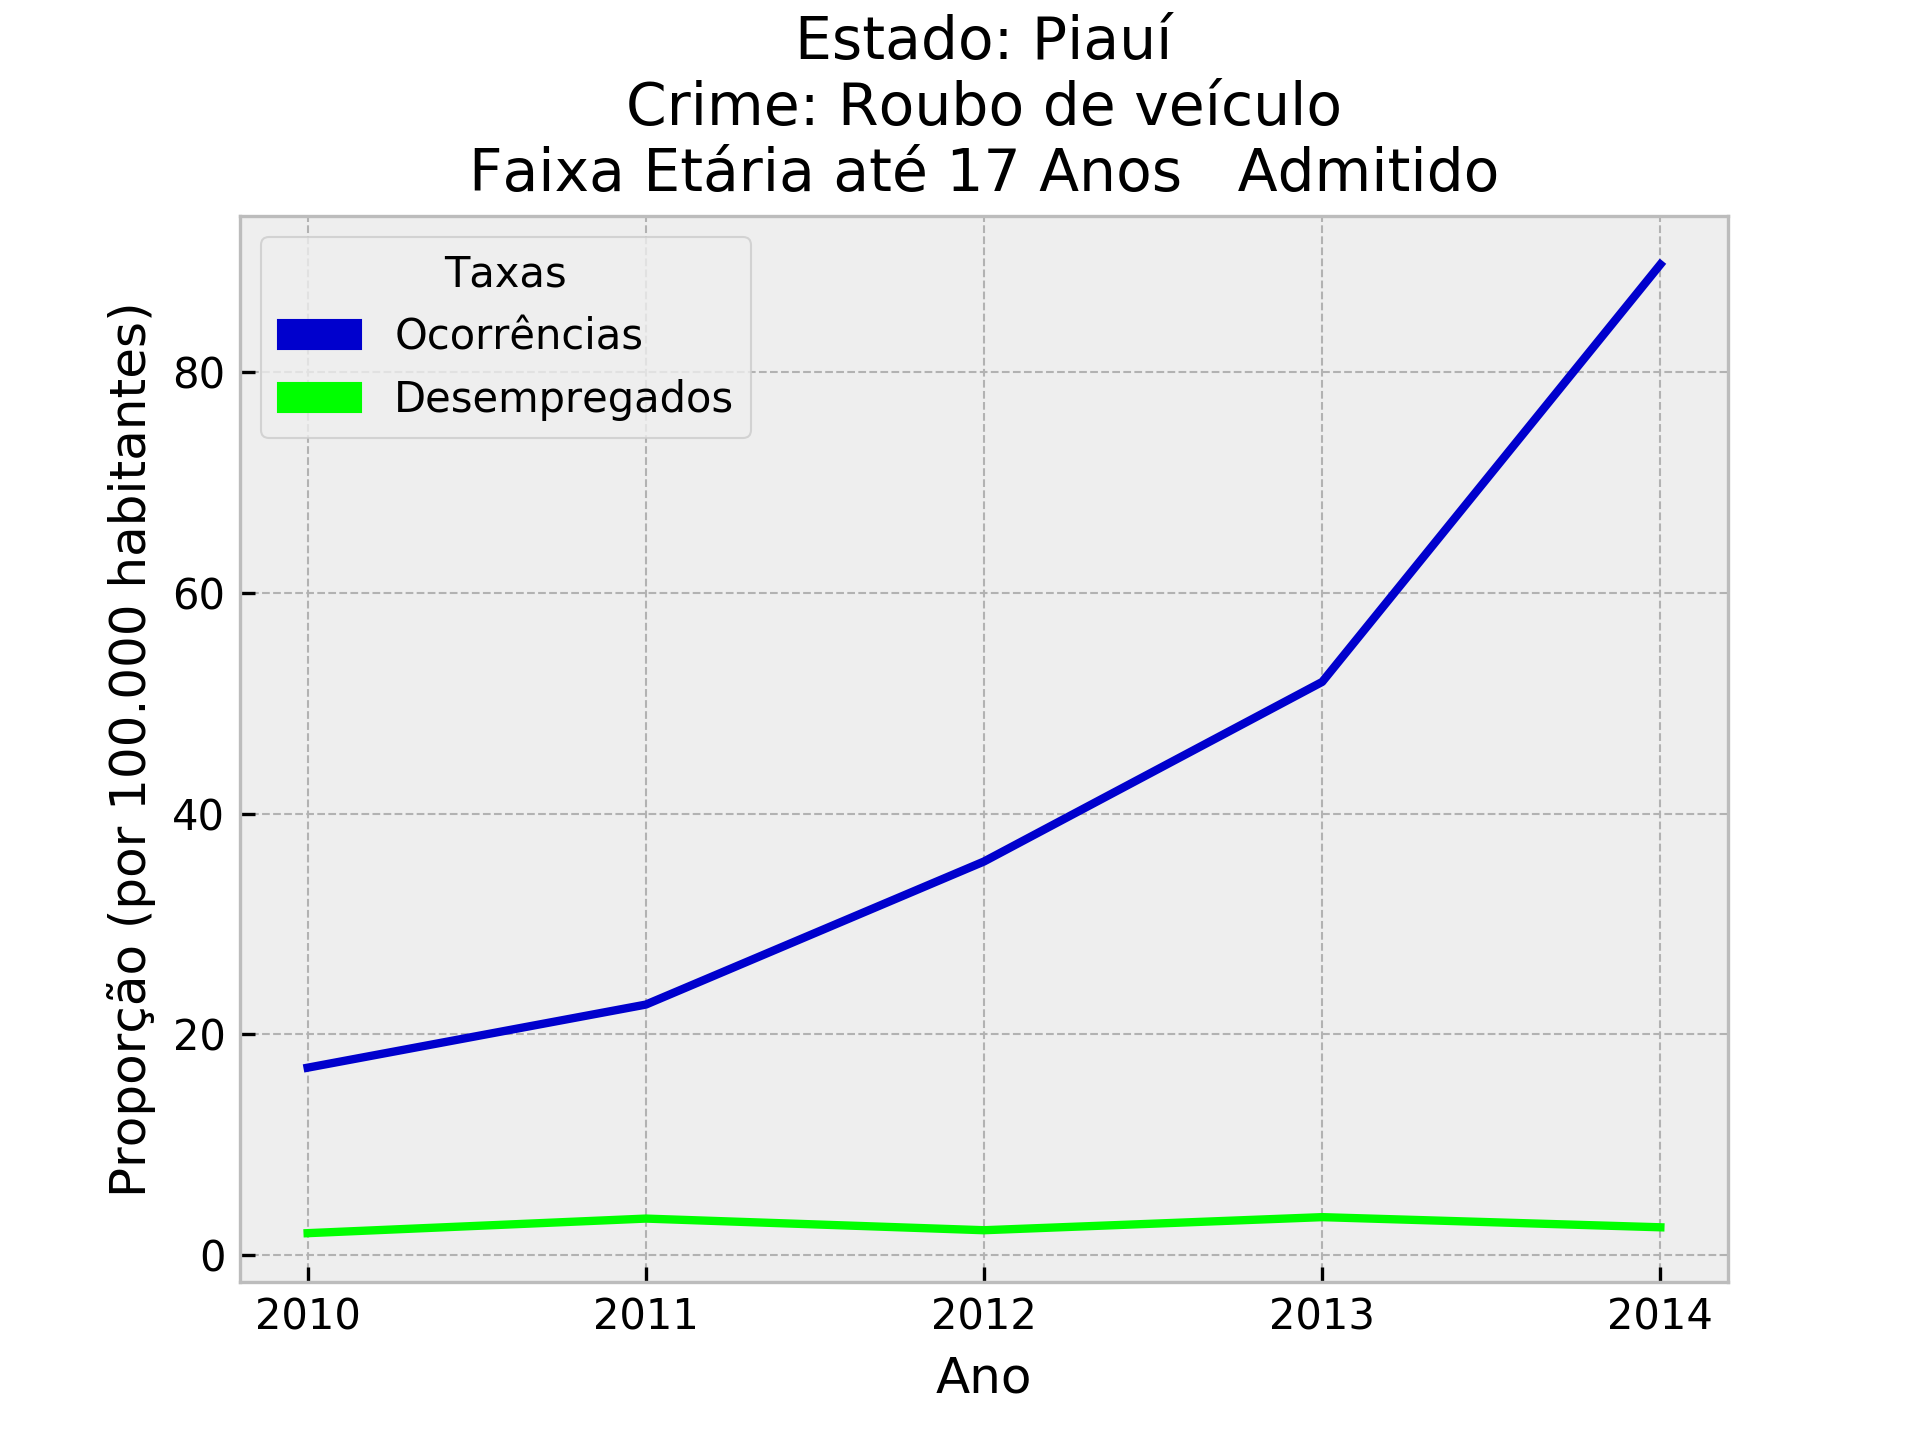 Estado: Piauí
Crime: Roubo de veículo
Faixa Etária até 17 Anos   Admitido
Proporção (por 100.000 habitantes)
Taxas
Ocorrências
Desempregados
80
60
40
20
0
2010 2011 2012 2013 2014
Ano